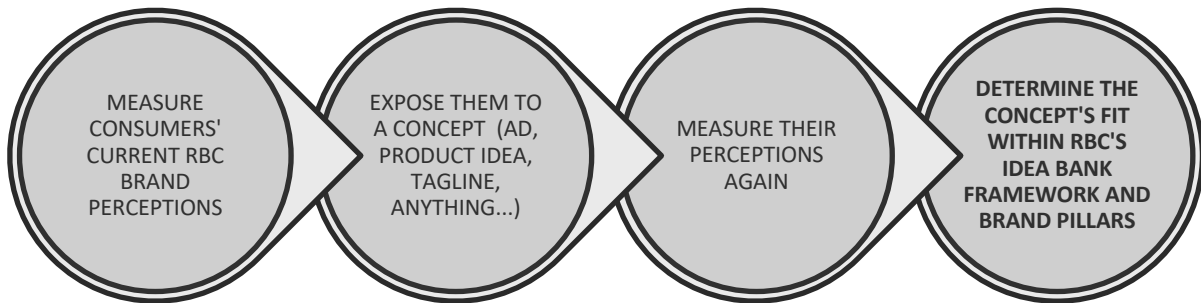 MEASURE
CONSUMERS'
CURRENT RBC
BRAND
PERCEPTIONS
EXPOSE THEM TO
A CONCEPT (AD,
PRODUCT IDEA,
TAGLINE,
ANYTHING...)
MEASURE THEIR
PERCEPTIONS
AGAIN
DETERMINE THE
CONCEPT'S FIT
WITHIN RBC'S
IDEA BANK
FRAMEWORK AND
BRAND PILLARS